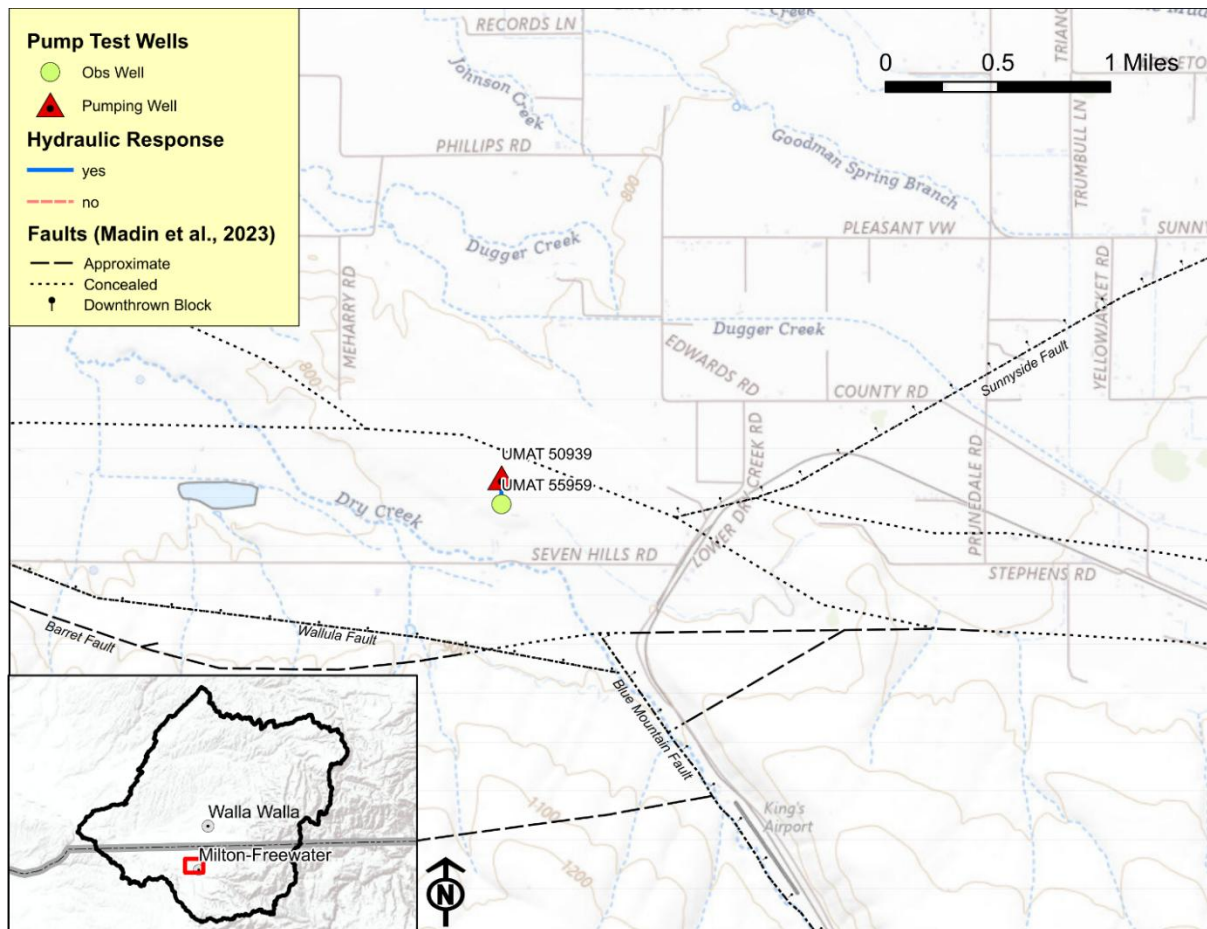 Pump Test Wells
Obs Well
Pumping Well
Hydraulic Response
yes
no
Faults (Madin et al., 2023)
Approximate
Concealed
Downthrown Block
0 0.5 1 Miles
RECORDS LN
Creek
Johnson Creek
PHILLIPS RD
800
Goodman Spring Branch
TRUMBULL LN
PLEASANT VW
SUNNY
Dugger Creek
MEHARRY RD
800
Dugger Creek
EDWARDS RD
COUNTY RD
YELLOWJACKET RD
Sunnyside Fault
LOWER DRY CREEK RD
PRUNEDALE RD
UMAT 50939
UMAT 55959
Dry Creek
SEVEN HILLS RD
STEPHENS RD
Wallula Fault
Barret Fault
900
Blue Mountain Fault
King's
Airport
1100
1200
Walla Walla
Milton-Freewater
N